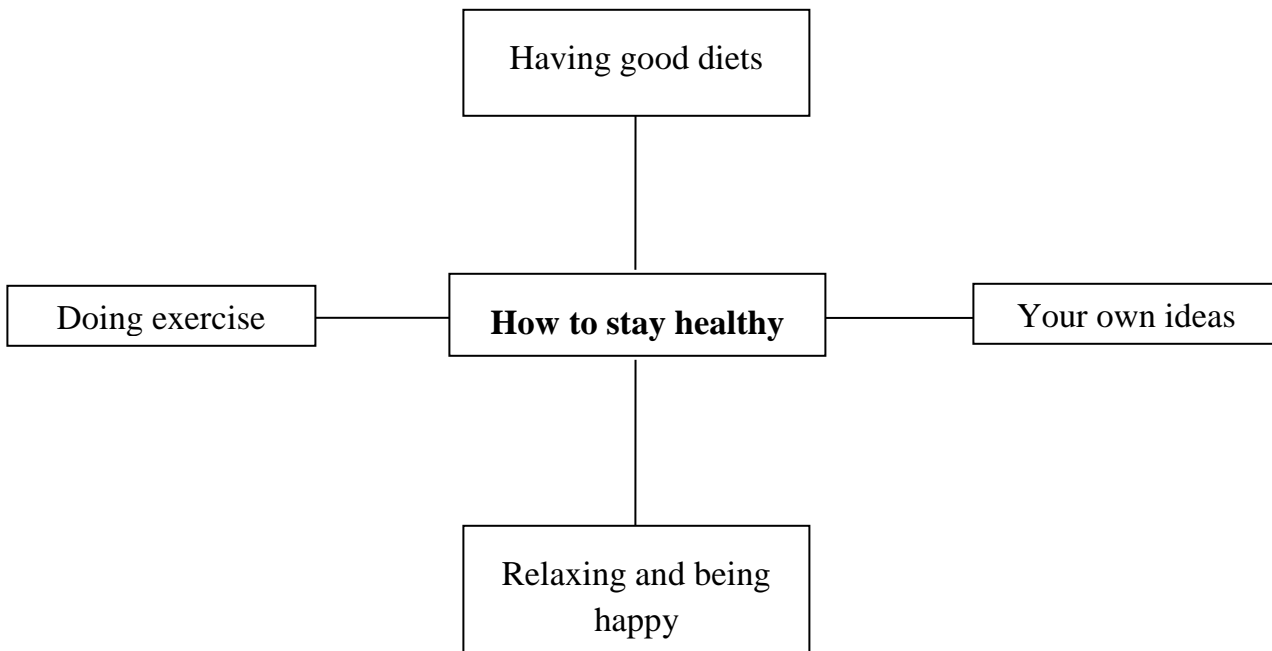 Having good diets
Doing exercise
How to stay healthy
Your own ideas
Relaxing and being
happy